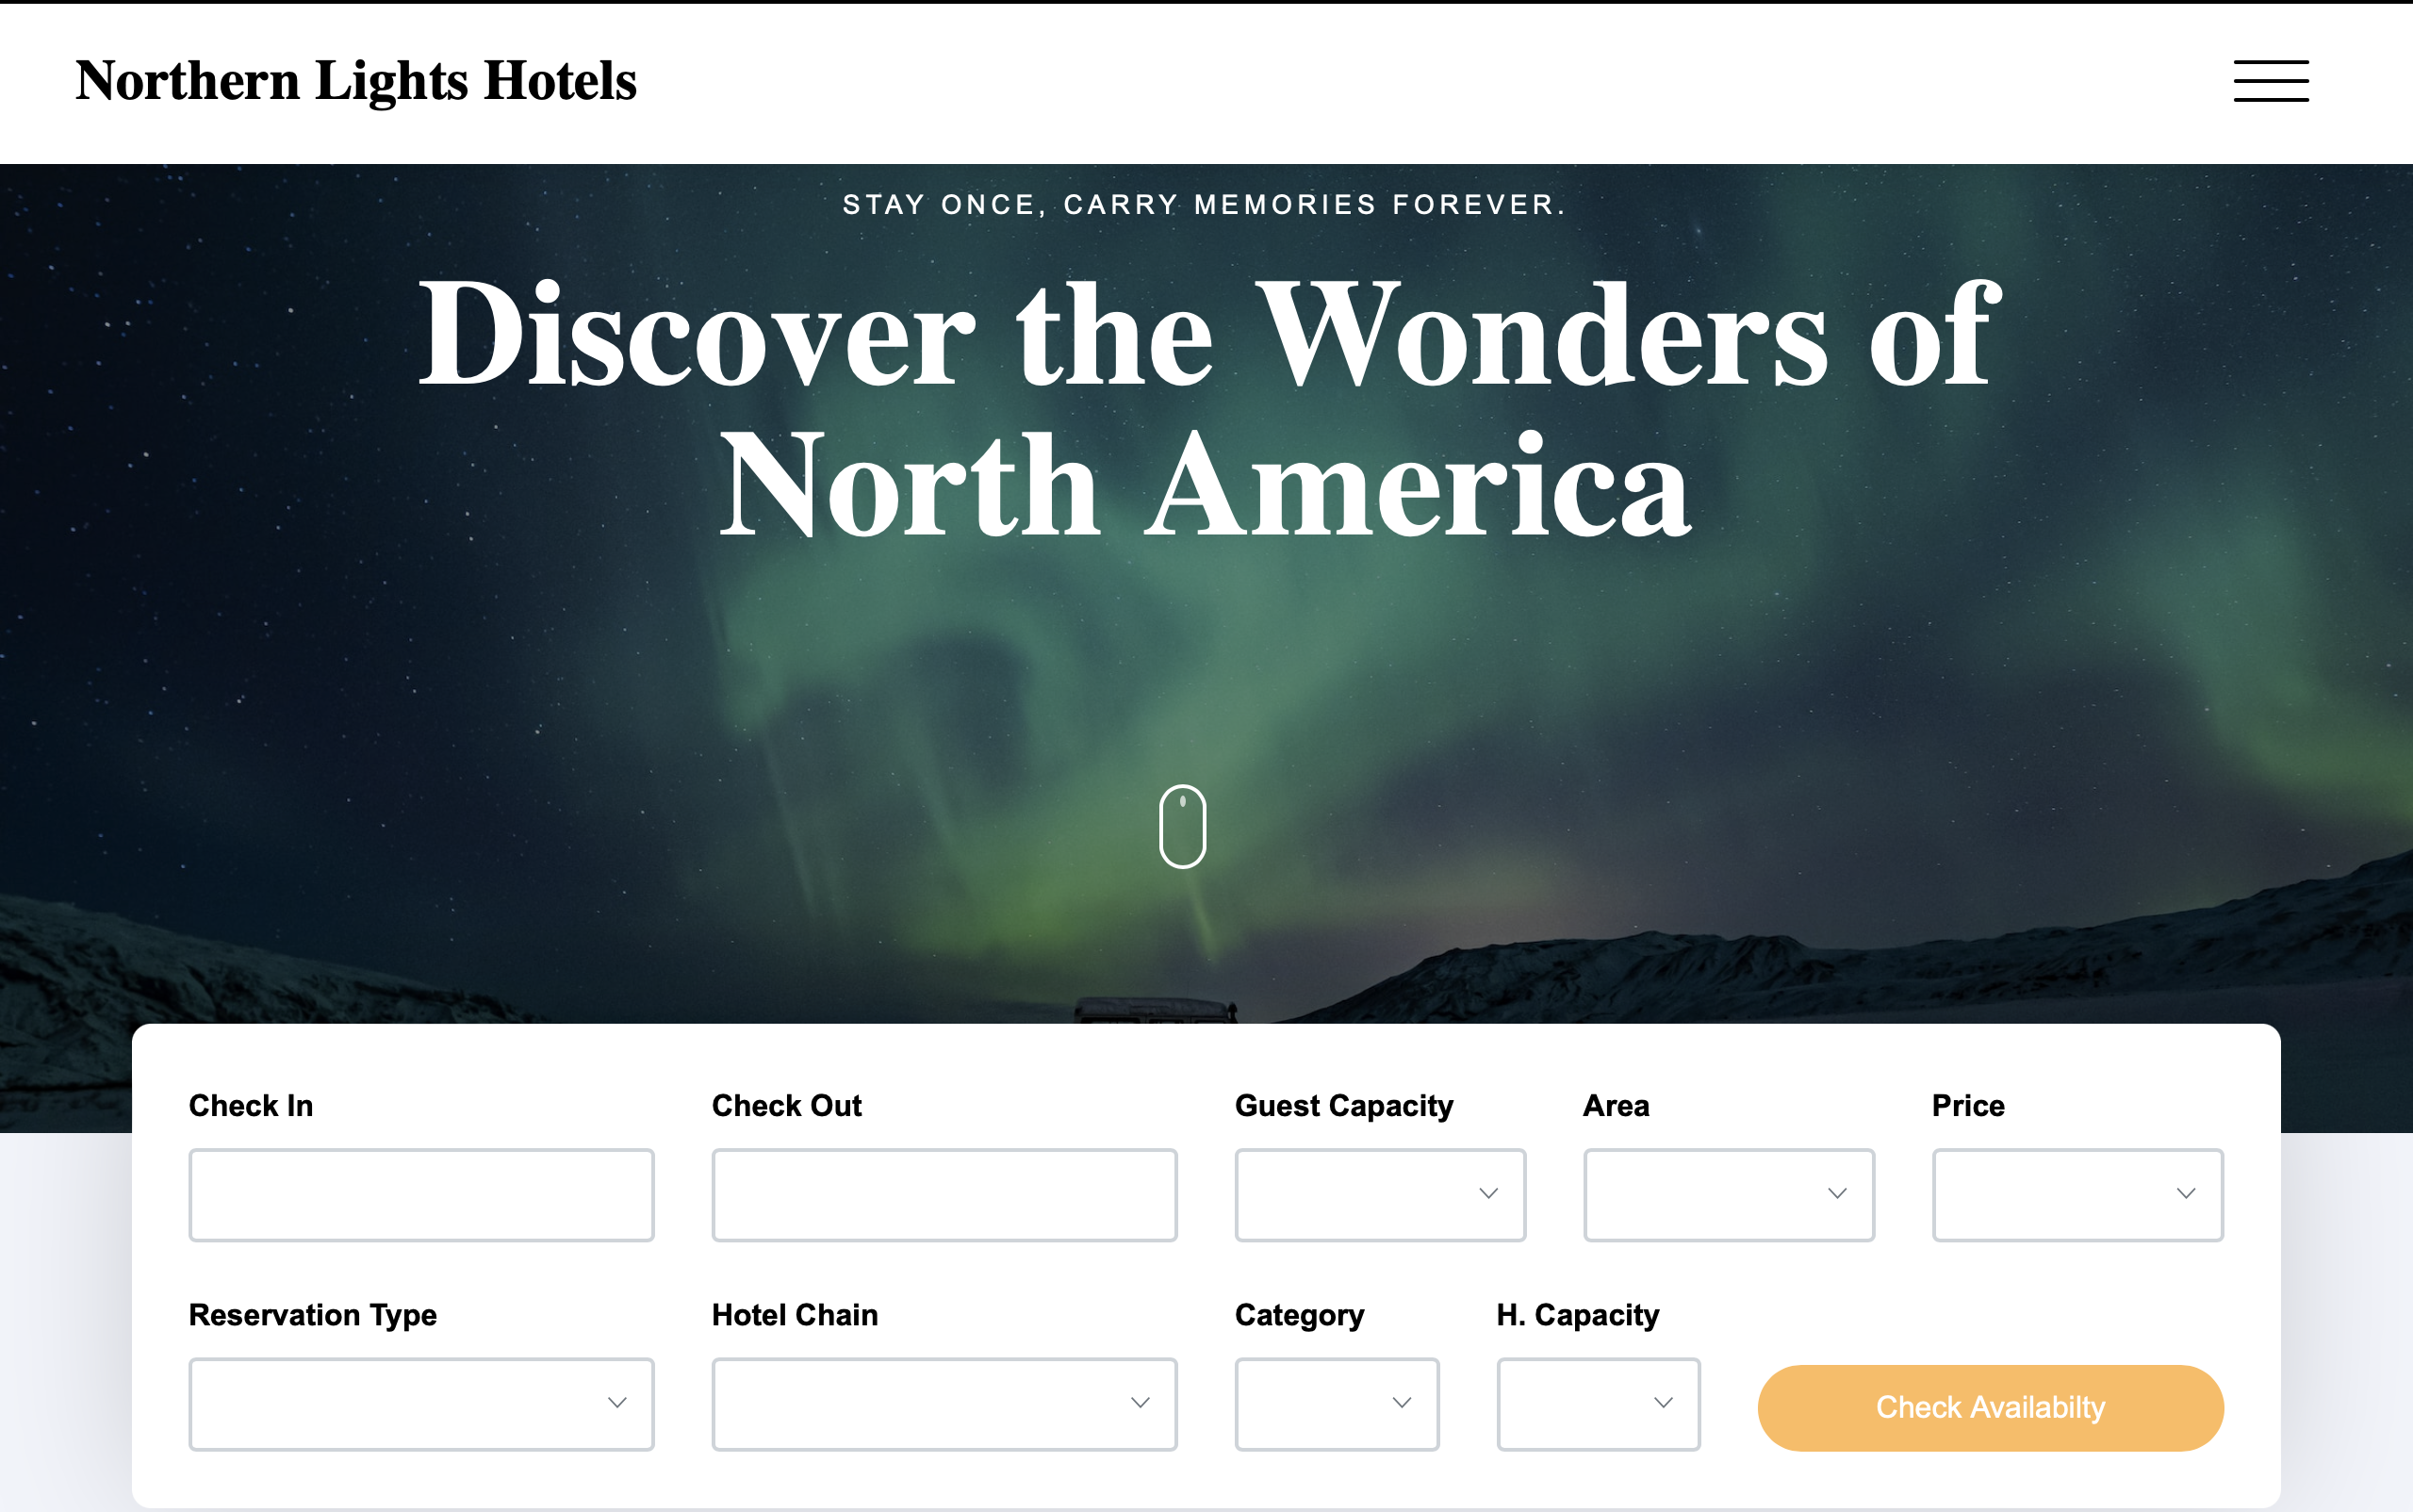 Northern Lights Hotels
STAY ONCE, CARRY MEMORIES FOREVER.
Discover the Wonders of
North America
Check In
Check Out
Guest Capacity
Area
Price
Reservation Type
Hotel Chain
Category
H. Capacity
Check Availabilty